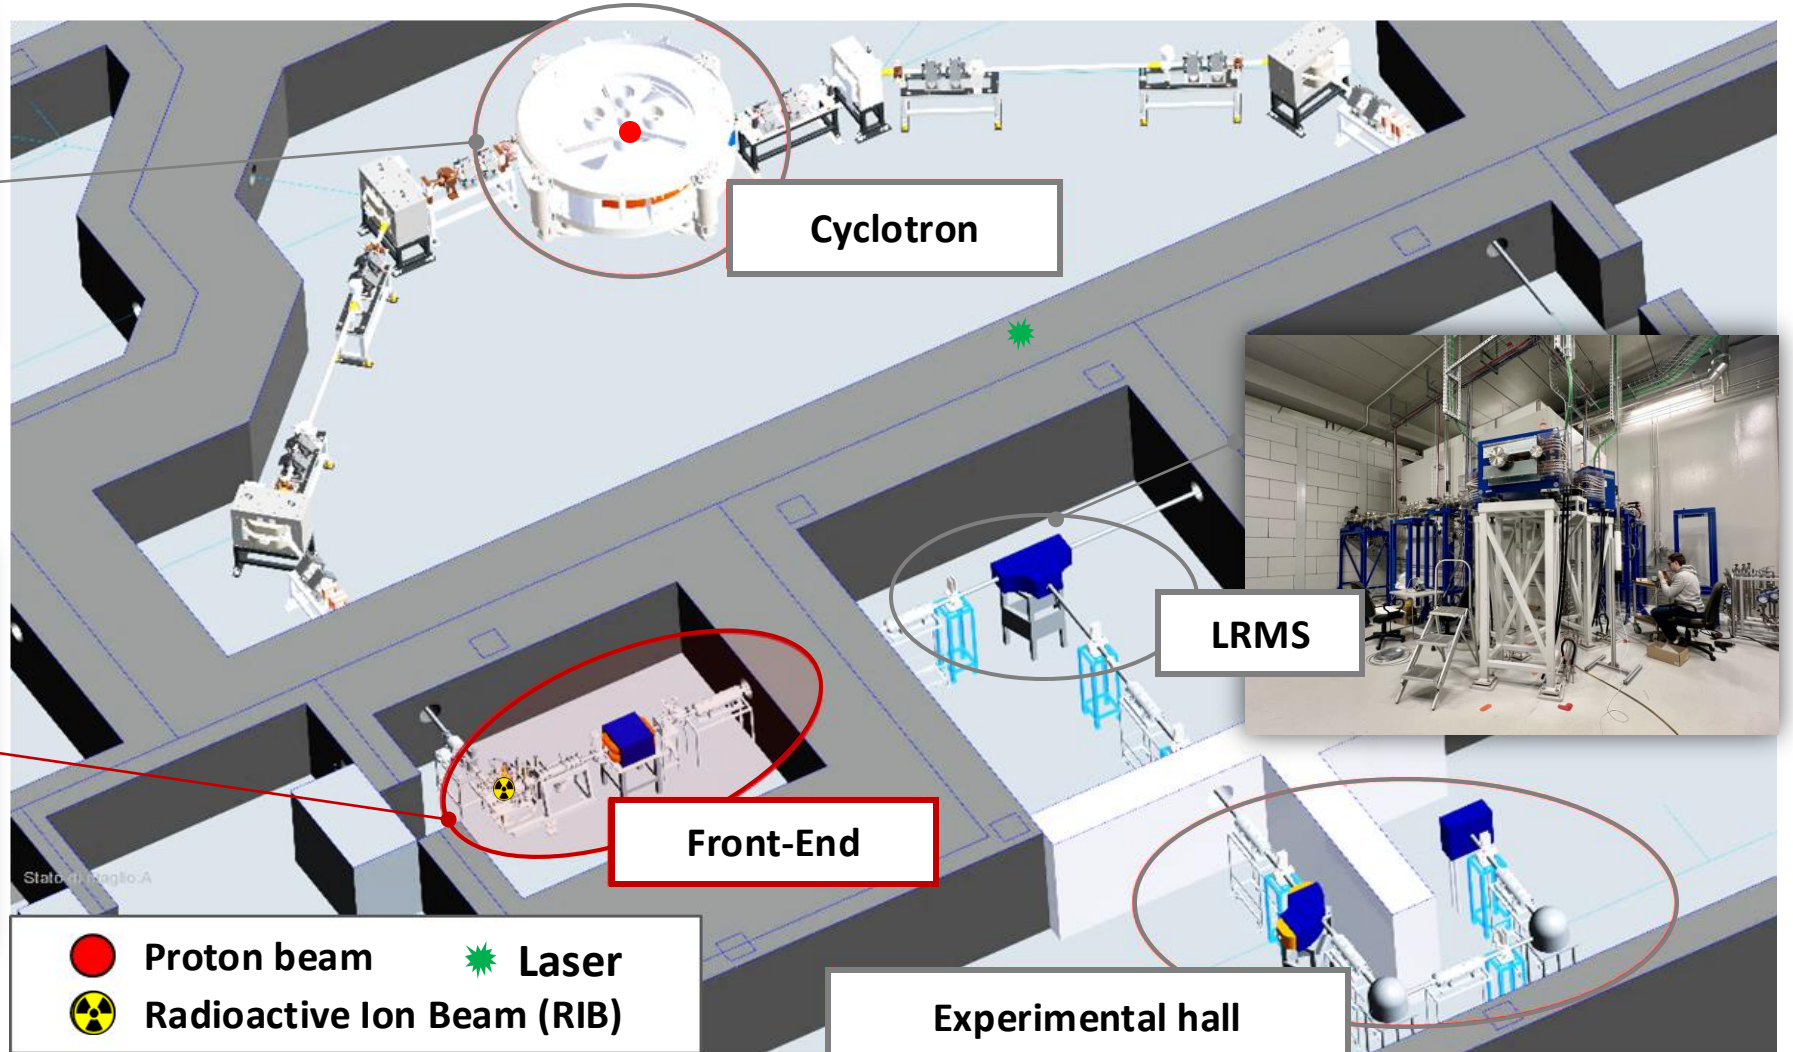 Cyclotron
LRMS
Front-End
Proton beam
Laser
Radioactive Ion Beam (RIB)
Experimental hall